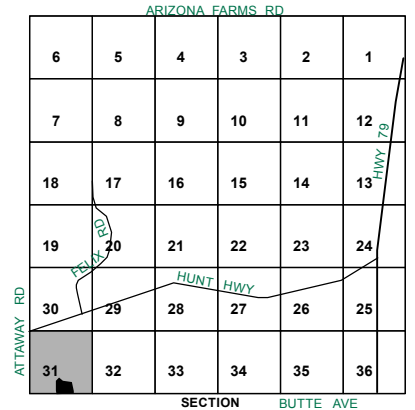 ARIZONA FARMS RD
6 5 4 3 2 1
7 8 9 10 11 12
HWY 79
18 17 16 15 14 13
FELIX RD
19 20 21 22 23 24
HUNT HWY
ATTAWAY RD
30 29 28 27 26 25
31 32 33 34 35 36
SECTION BUTTE AVE